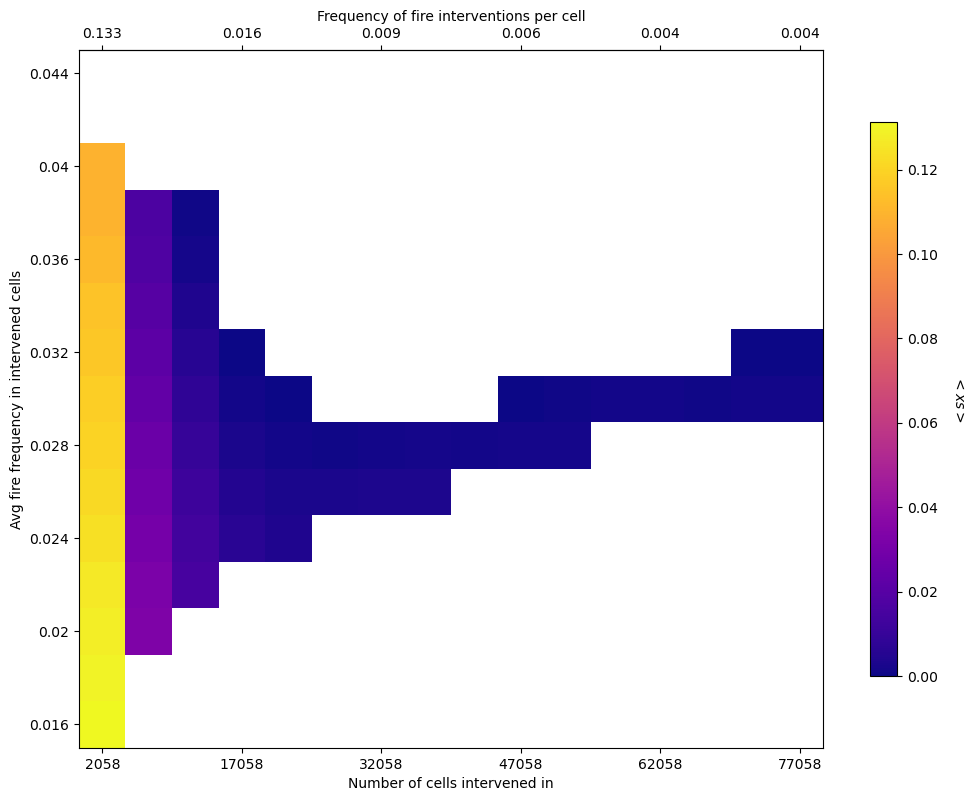 Frequency of fire interventions per cell
0.133 0.016 0.009 0.006 0.004 0.004
0.044
0.04
0.036
0.032
0.028
0.024
0.02
0.016
Avg fire frequency in intervened cells
2058 17058 32058 47058 62058 77058
Number of cells intervened in
0.12
0.10
0.08
0.06
0.04
0.02
0.00
< sx >